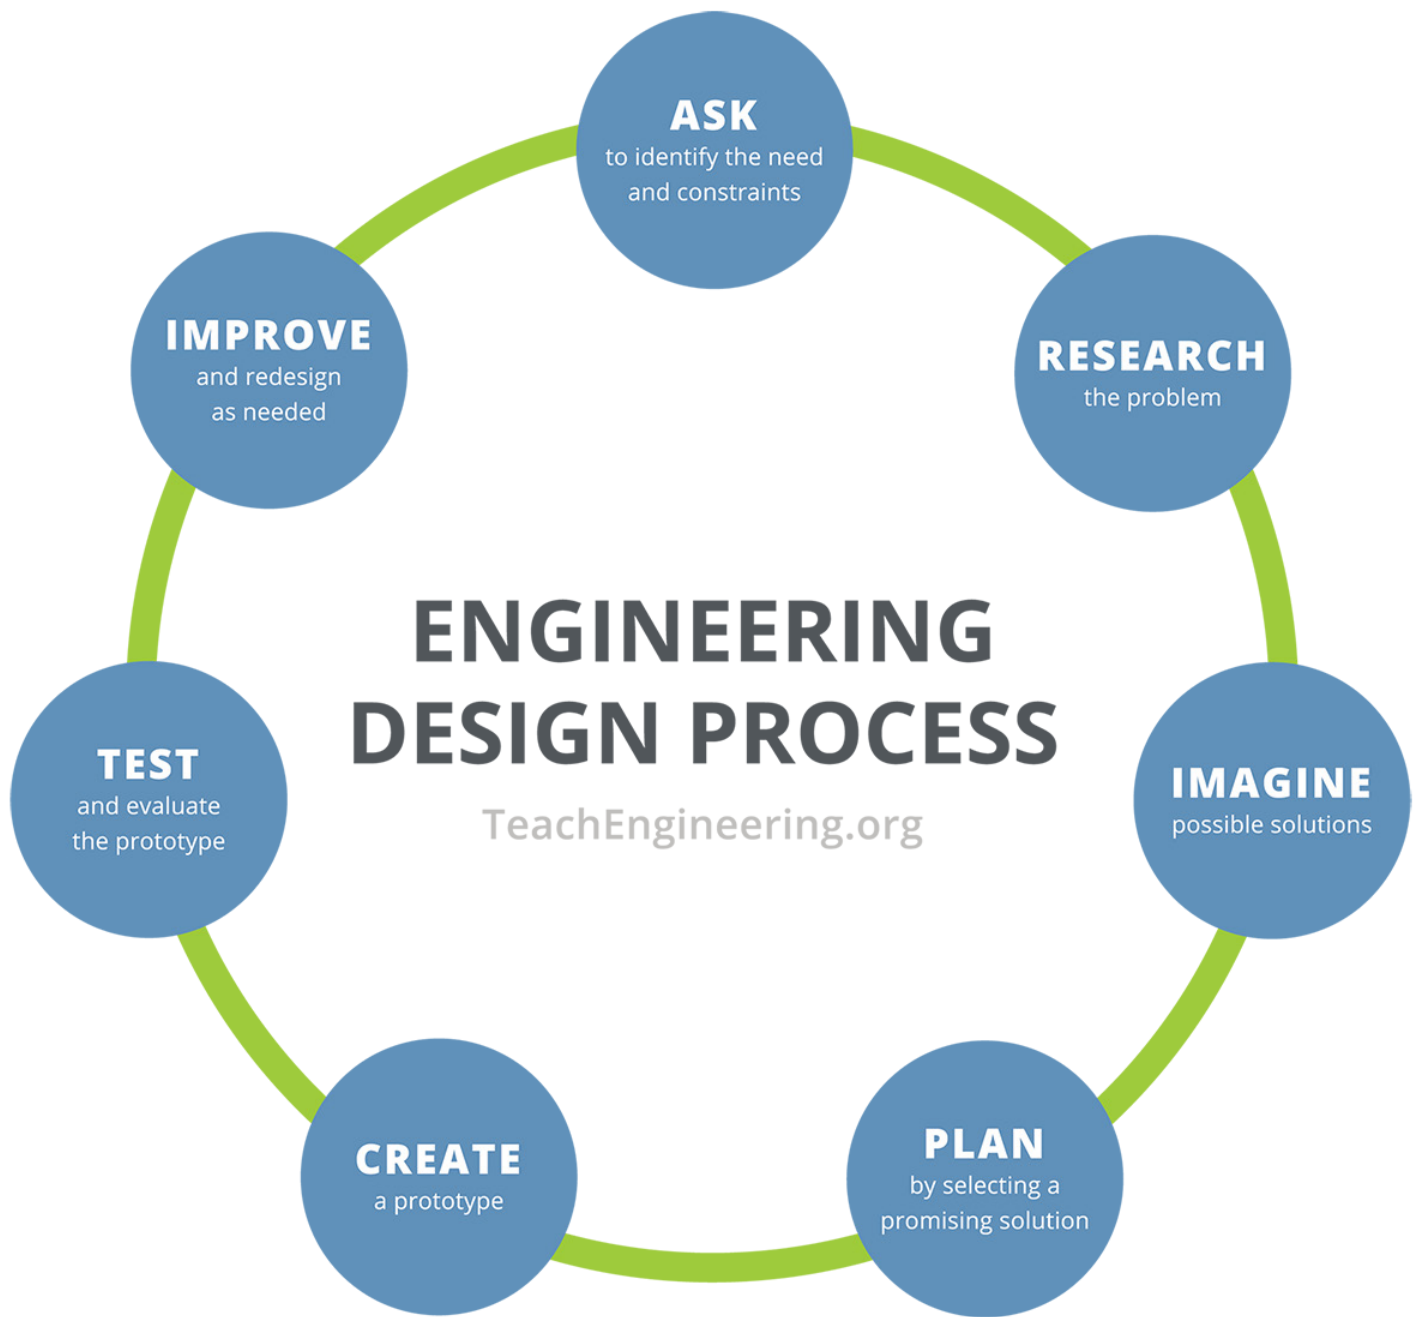 ASK
to identify the need
and constraints
RESEARCH
the problem
IMAGINE
possible solutions
PLAN
by selecting a
promising solution
CREATE
a prototype
TEST
and evaluate
the prototype
IMPROVE
and redesign
as needed
ENGINEERING
DESIGN PROCESS
TeachEngineering.org